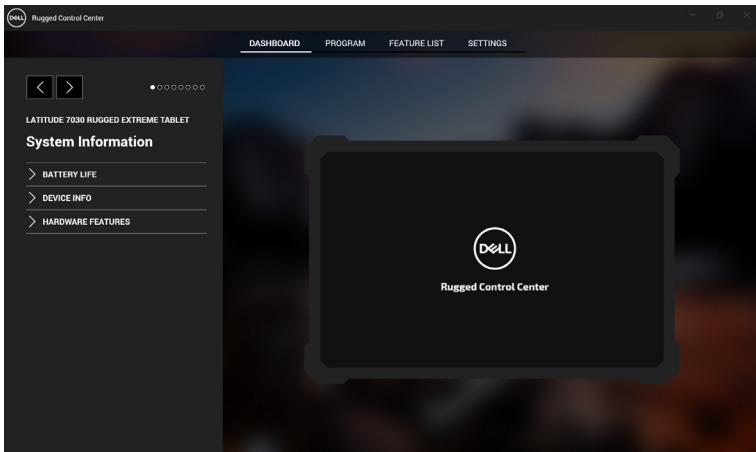 DELL Rugged Control Center
DASHBOARD PROGRAM FEATURE LIST SETTINGS
LATITUDE 7030 RUGGED EXTREME TABLET
System Information
BATTERY LIFE
DEVICE INFO
HARDWARE FEATURES
DELL
Rugged Control Center